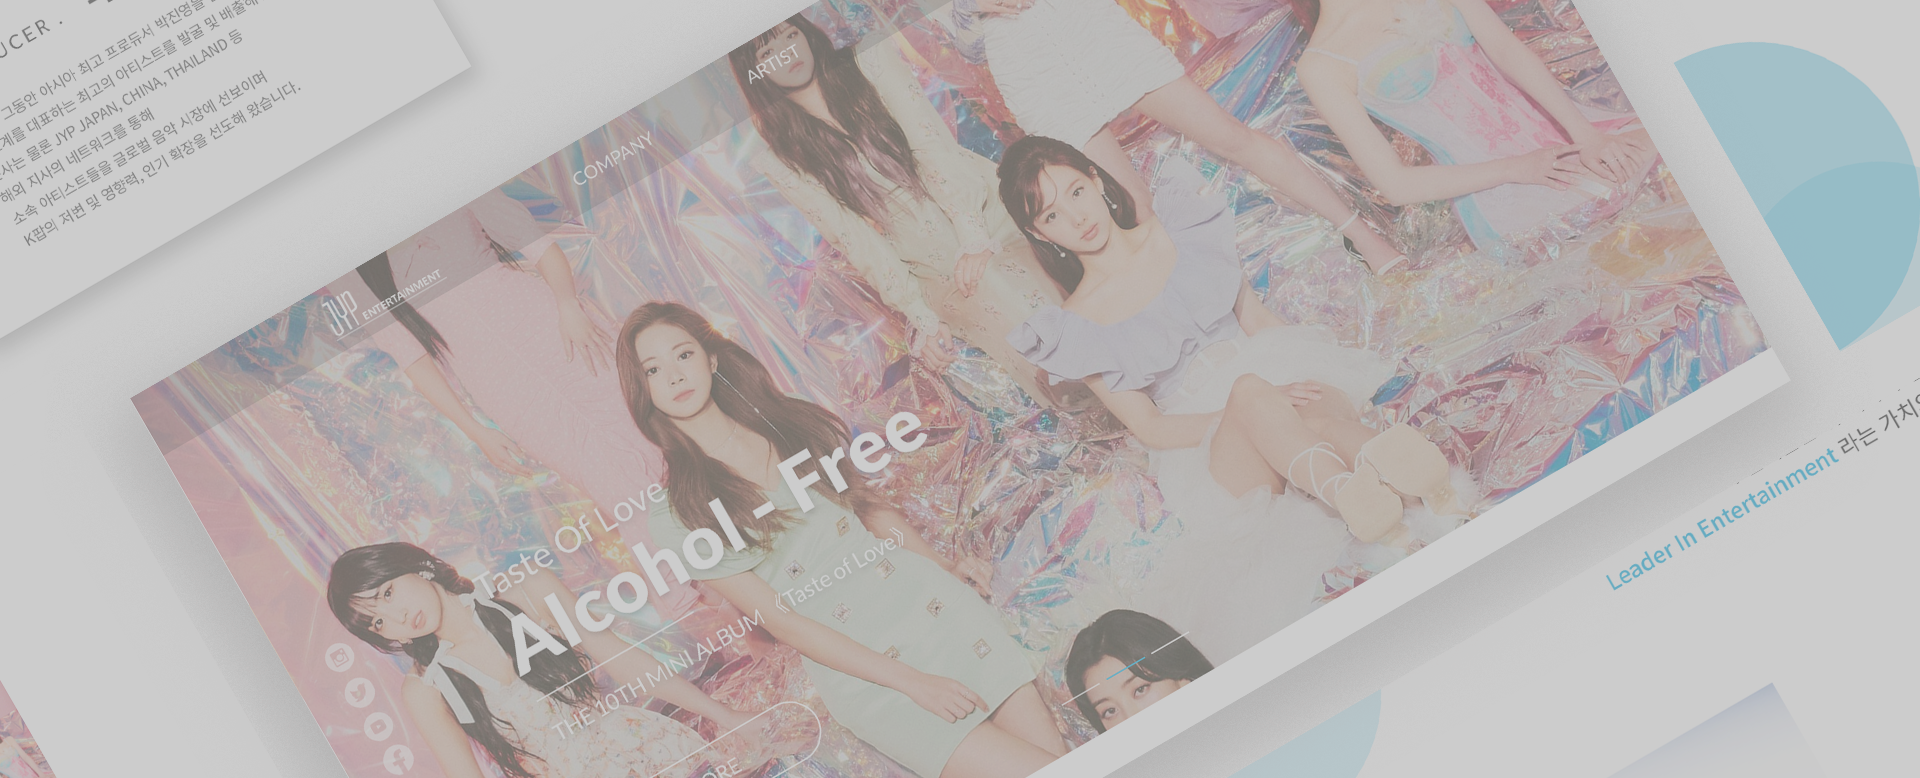 UCER .
그동안 아시아 최고 프로듀서 박진영을
계를 대표하는 최고의 아티스트를 발굴 및 배출해
사는 물론 JYP JAPAN, CHINA, THAILAND 등
해외 지사의 네트워크를 통해
소속 아티스트들을 글로벌 음악 시장에 선보이며
K팝의 저변 및 영향력, 인기 확장을 선도해 왔습니다.
JYP ENTERTAINMENT
COMPANY
ARTIST
Taste Of Love
Alcohol - Free
THE 10TH MINI ALBUM 《Taste of Love》
ORE
Leader In Entertainment 라는 가치